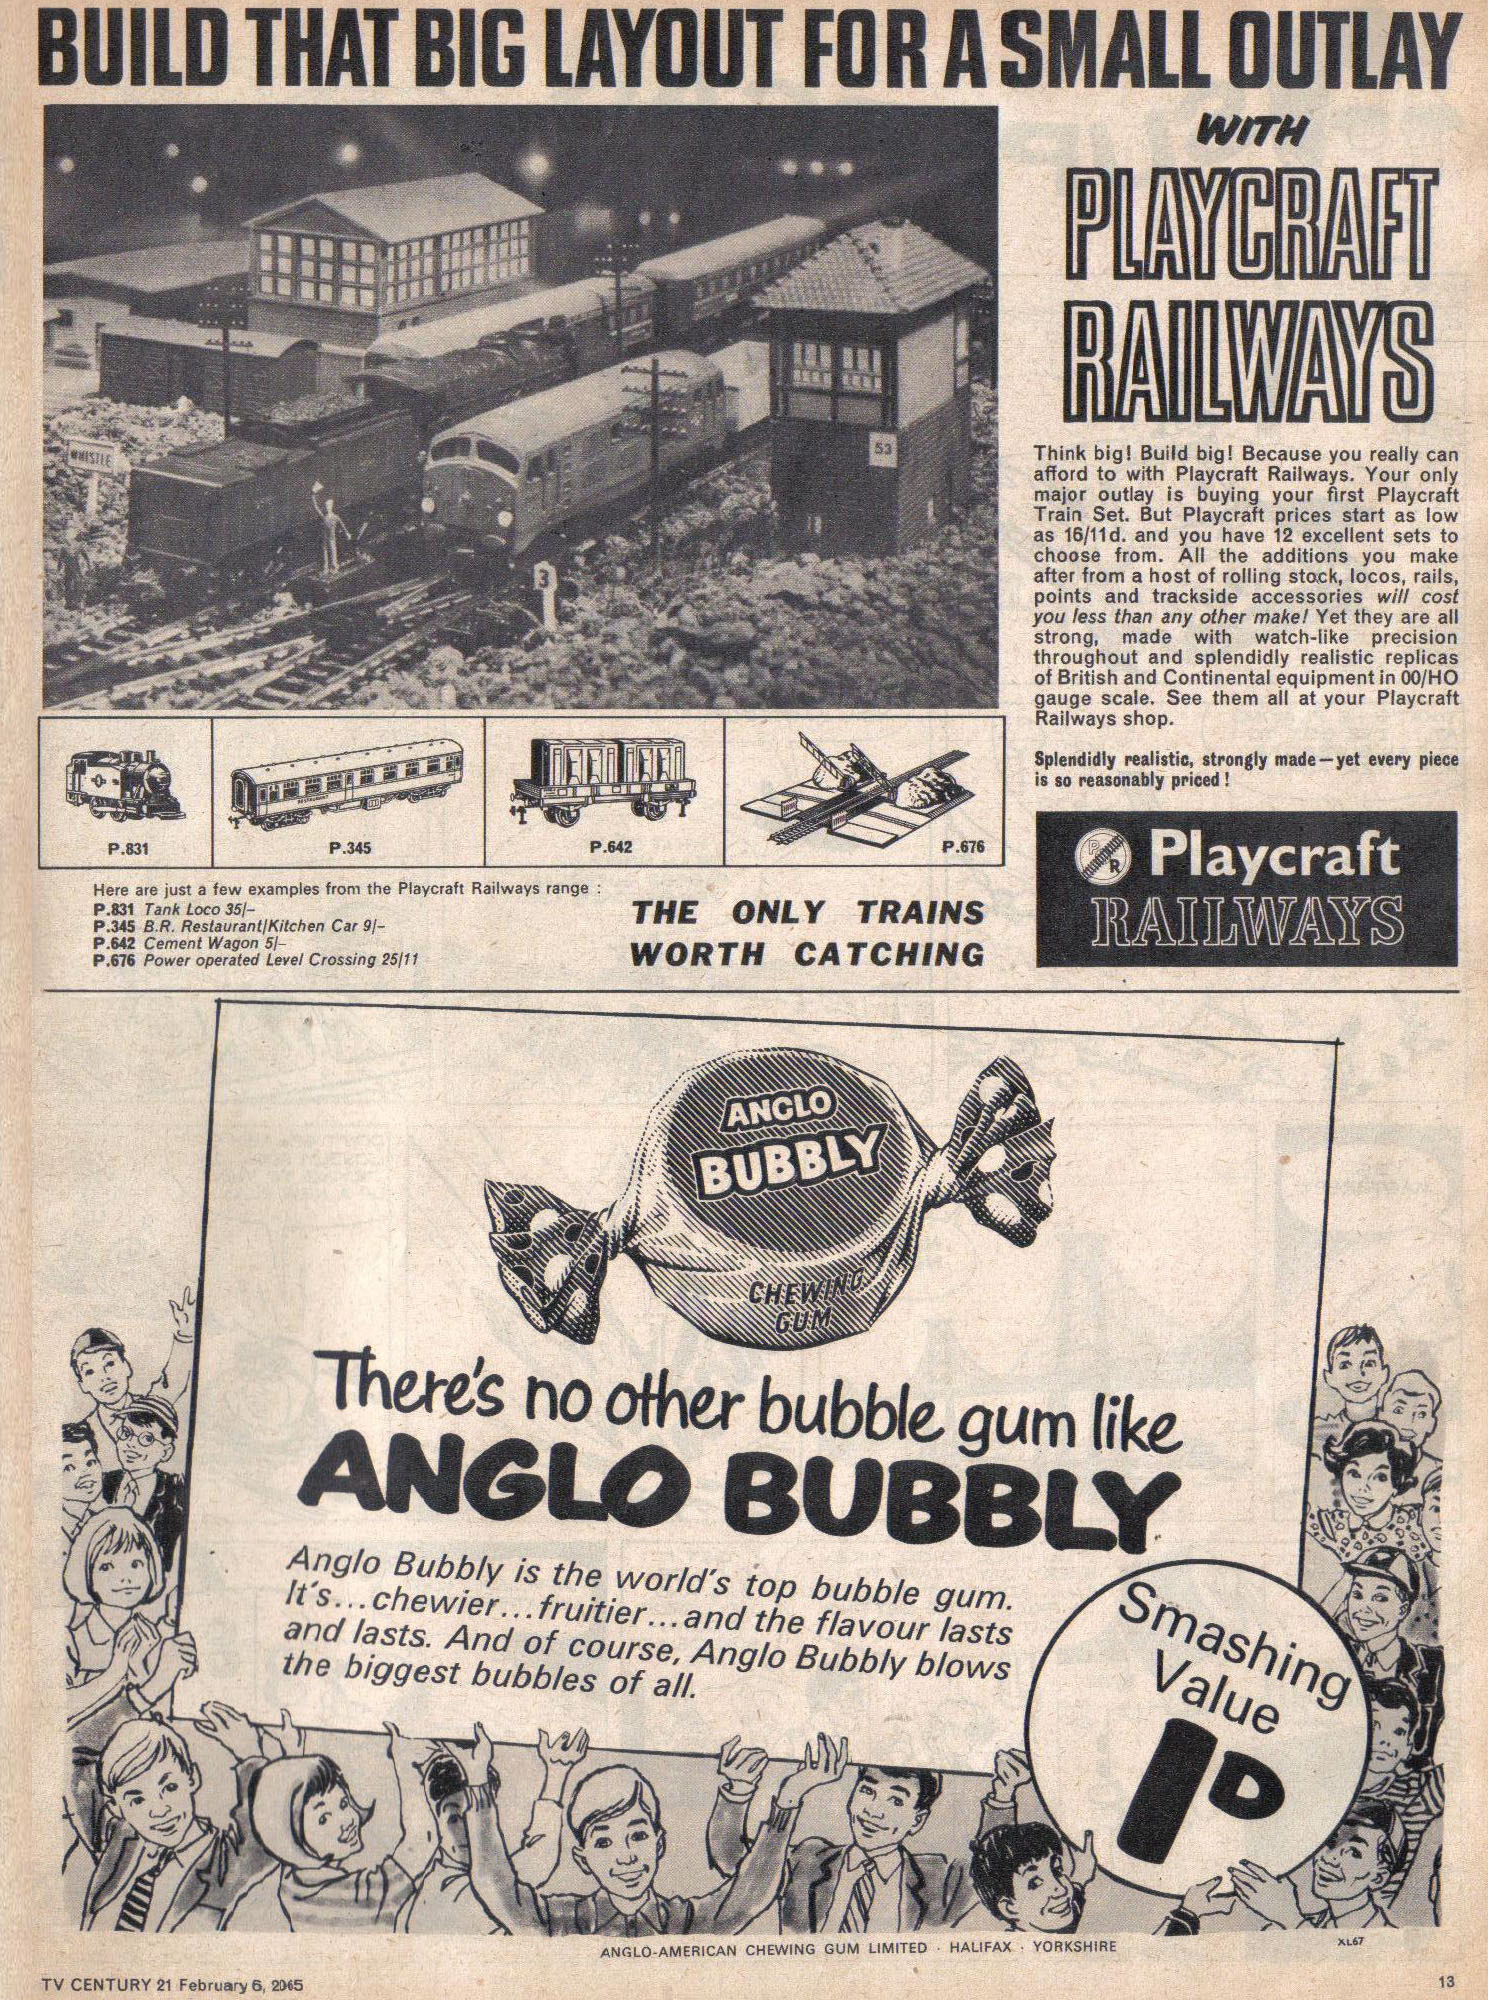 BUILD THAT BIG LAYOUT FOR A SMALL OUTLAY
WITH
PLAYCRAFT
RAILWAYS
WHISTLE
53
3
Think big! Build big! Because you really can
afford to with Playcraft Railways. Your only
major outlay is buying your first Playcraft
Train Set. But Playcraft prices start as low
as 16/11d. and you have 12 excellent sets to
choose from. All the additions you make
after from a host of rolling stock, locos, rails,
points and trackside accessories will cost
you less than any other make! Yet they are all
strong, made with watch-like precision
throughout and splendidly realistic replicas
of British and Continental equipment in 00/HO
gauge scale. See them all at your Playcraft
Railways shop.
Splendidly realistic, strongly made—yet every piece
is so reasonably priced!
RESTAURANT
P.831
P.345
P.642
P.676
Here are just a few examples from the Playcraft Railways range :
P.831 Tank Loco 35/-
P.345 B.R. Restaurant/Kitchen Car 9/-
P.642 Cement Wagon 5/-
P.676 Power operated Level Crossing 25/11
THE ONLY TRAINS
WORTH CATCHING
P R Playcraft
RAILWAYS
ANGLO
BUBBLY
CHEWING
GUM
There's no other bubble gum like
ANGLO BUBBLY
Anglo Bubbly is the world's top bubble gum.
It's...chewier...fruitier...and the flavour lasts
and lasts. And of course, Anglo Bubbly blows
the biggest bubbles of all.
Smashing
Value
1D
ANGLO-AMERICAN CHEWING GUM LIMITED · HALIFAX · YORKSHIRE
XL67
TV CENTURY 21 February 6, 2065
13